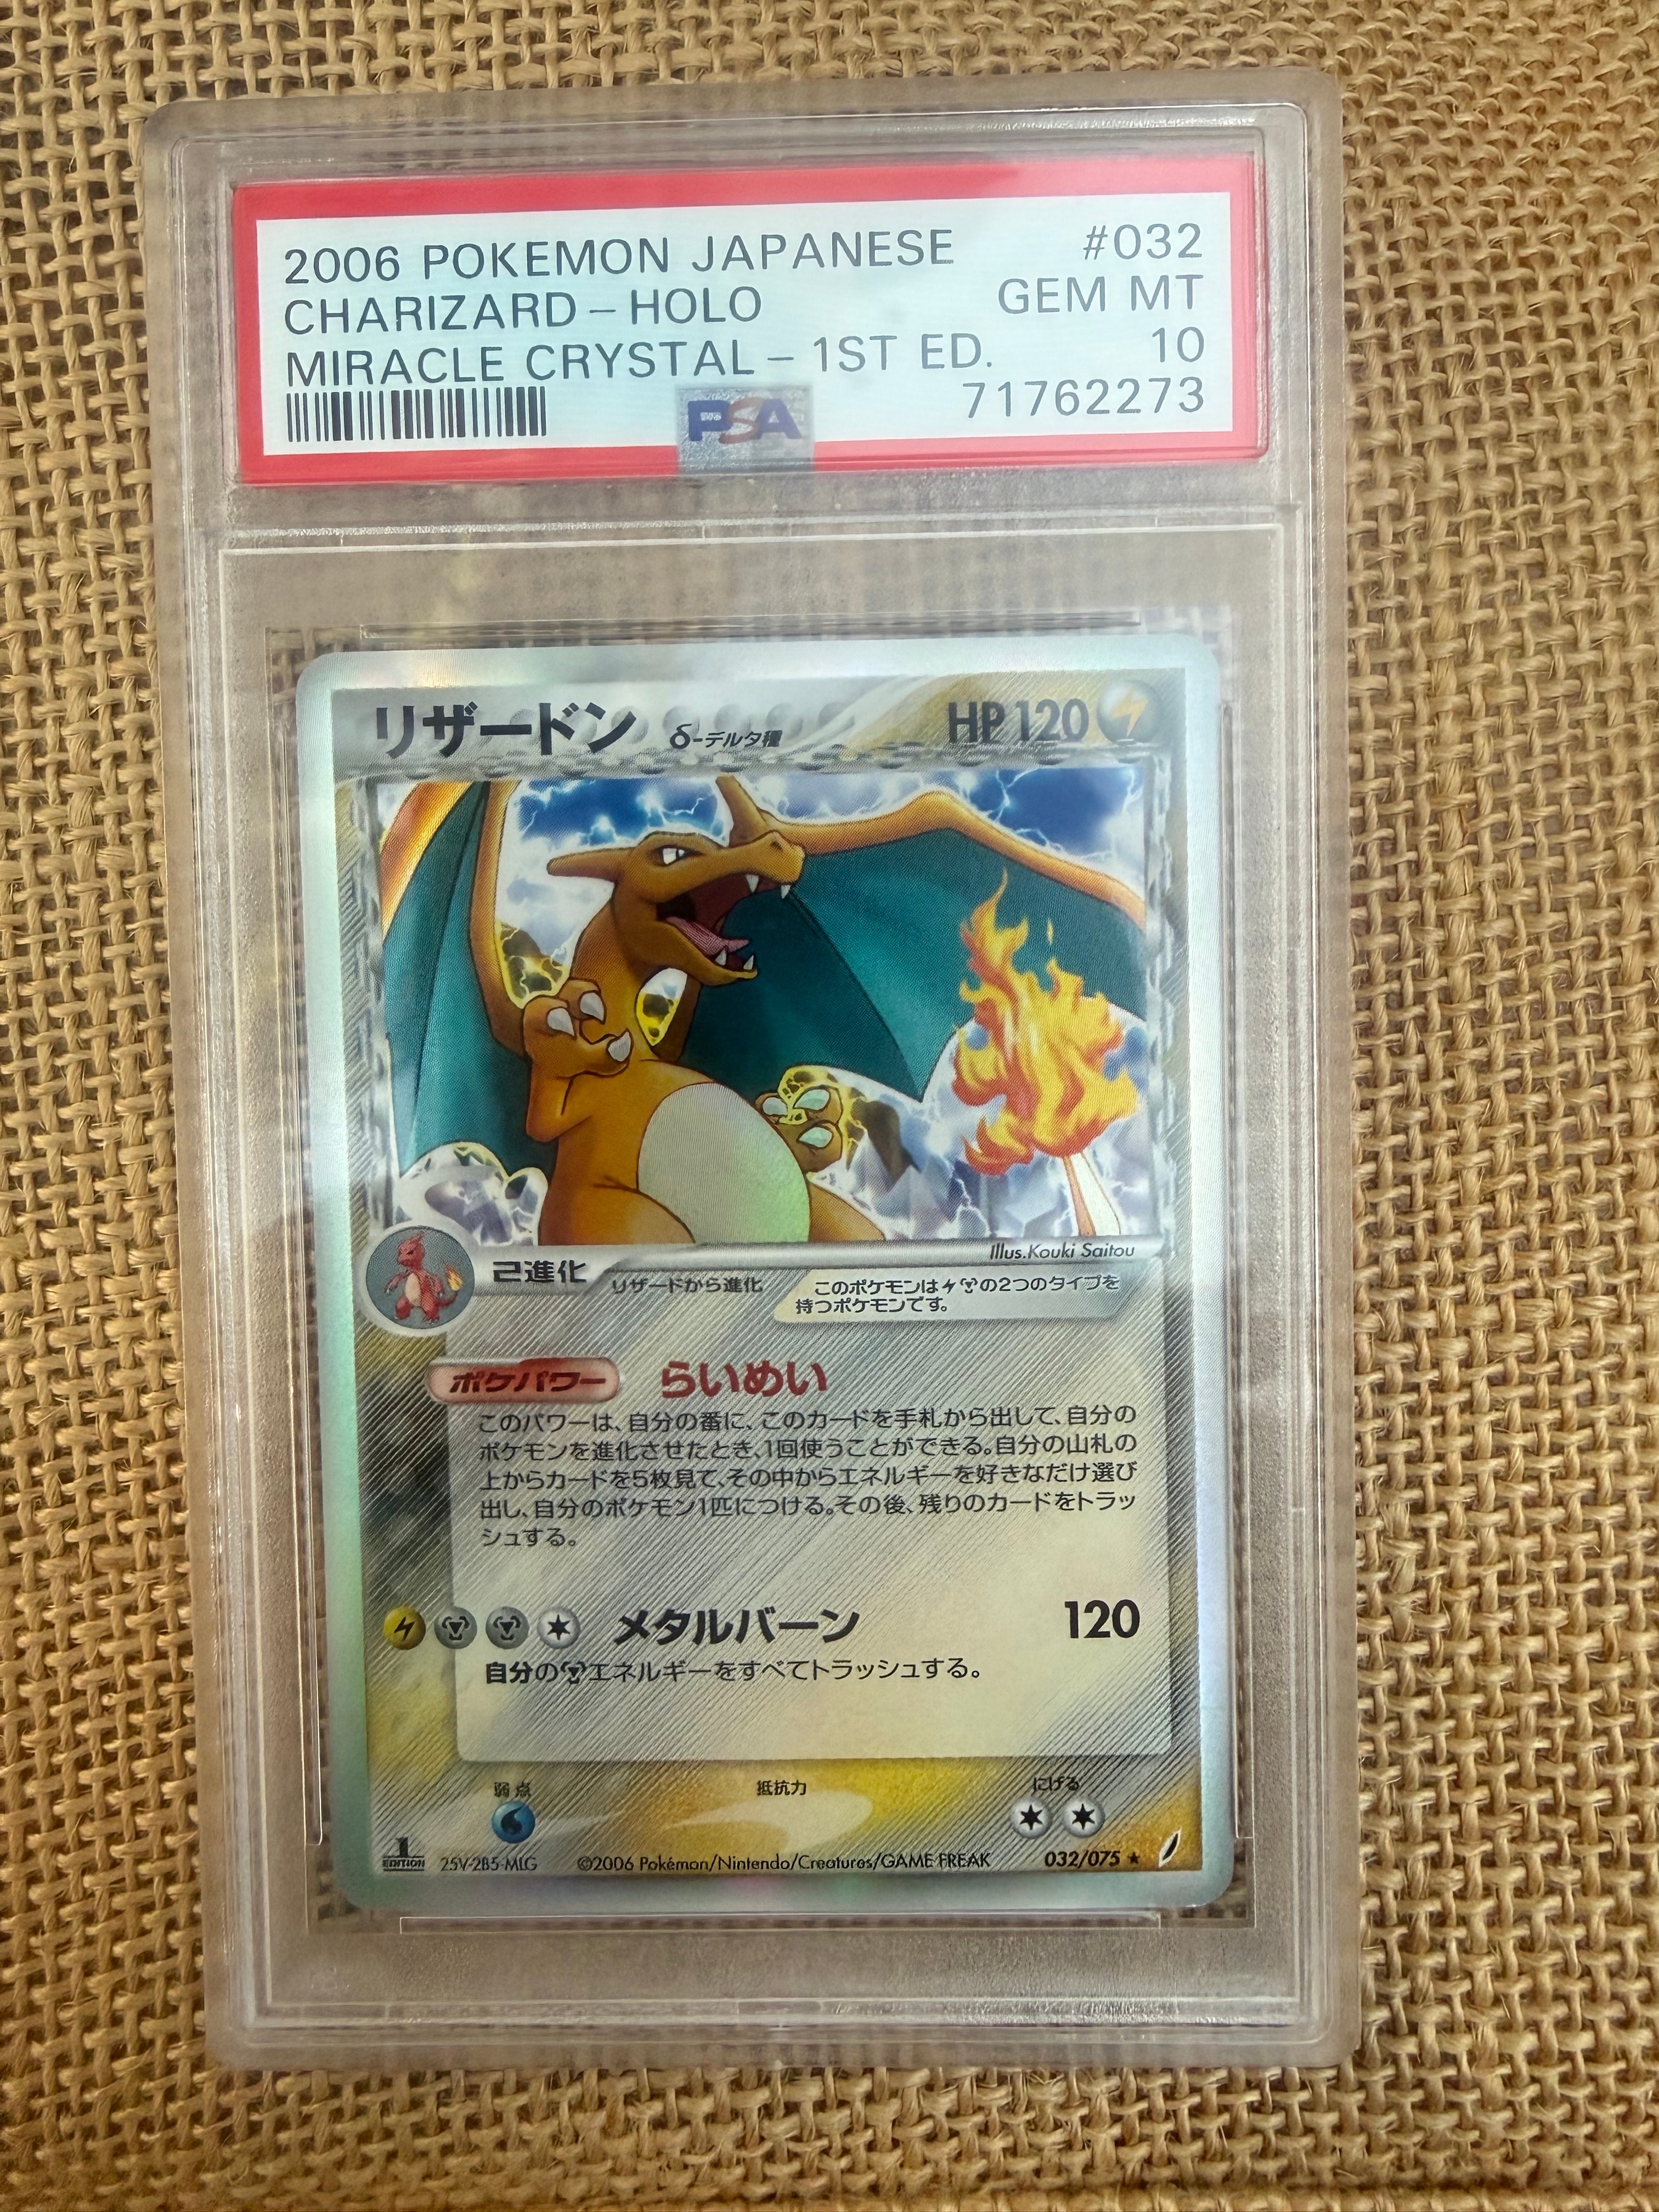 2006 POKEMON JAPANESE #032
CHARIZARD-HOLO GEM MT
MIRACLE CRYSTAL-1ST ED. 10
PSA 71762273
リザードン δ-デルタ種 HP 120
Illus.Kouki Saitou
2進化 リザードから進化 このポケモンは の2つのタイプを
持つポケモンです。
ポケパワー らいめい
このパワーは、自分の番に、このカードを手札から出して、自分の
ポケモンを進化させたとき、1回使うことができる。自分の山札の
上からカードを5枚見て、その中からエネルギーを好きなだけ選び
出し、自分のポケモン1匹につける。その後、残りのカードをトラッ
シュする。
メタルバーン 120
自分の エネルギーをすべてトラッシュする。
弱点 抵抗力 にげる
1 EDITION 25V-2B5-MLG ©2006 Pokémon/Nintendo/Creatures/GAME FREAK 032/075 ★